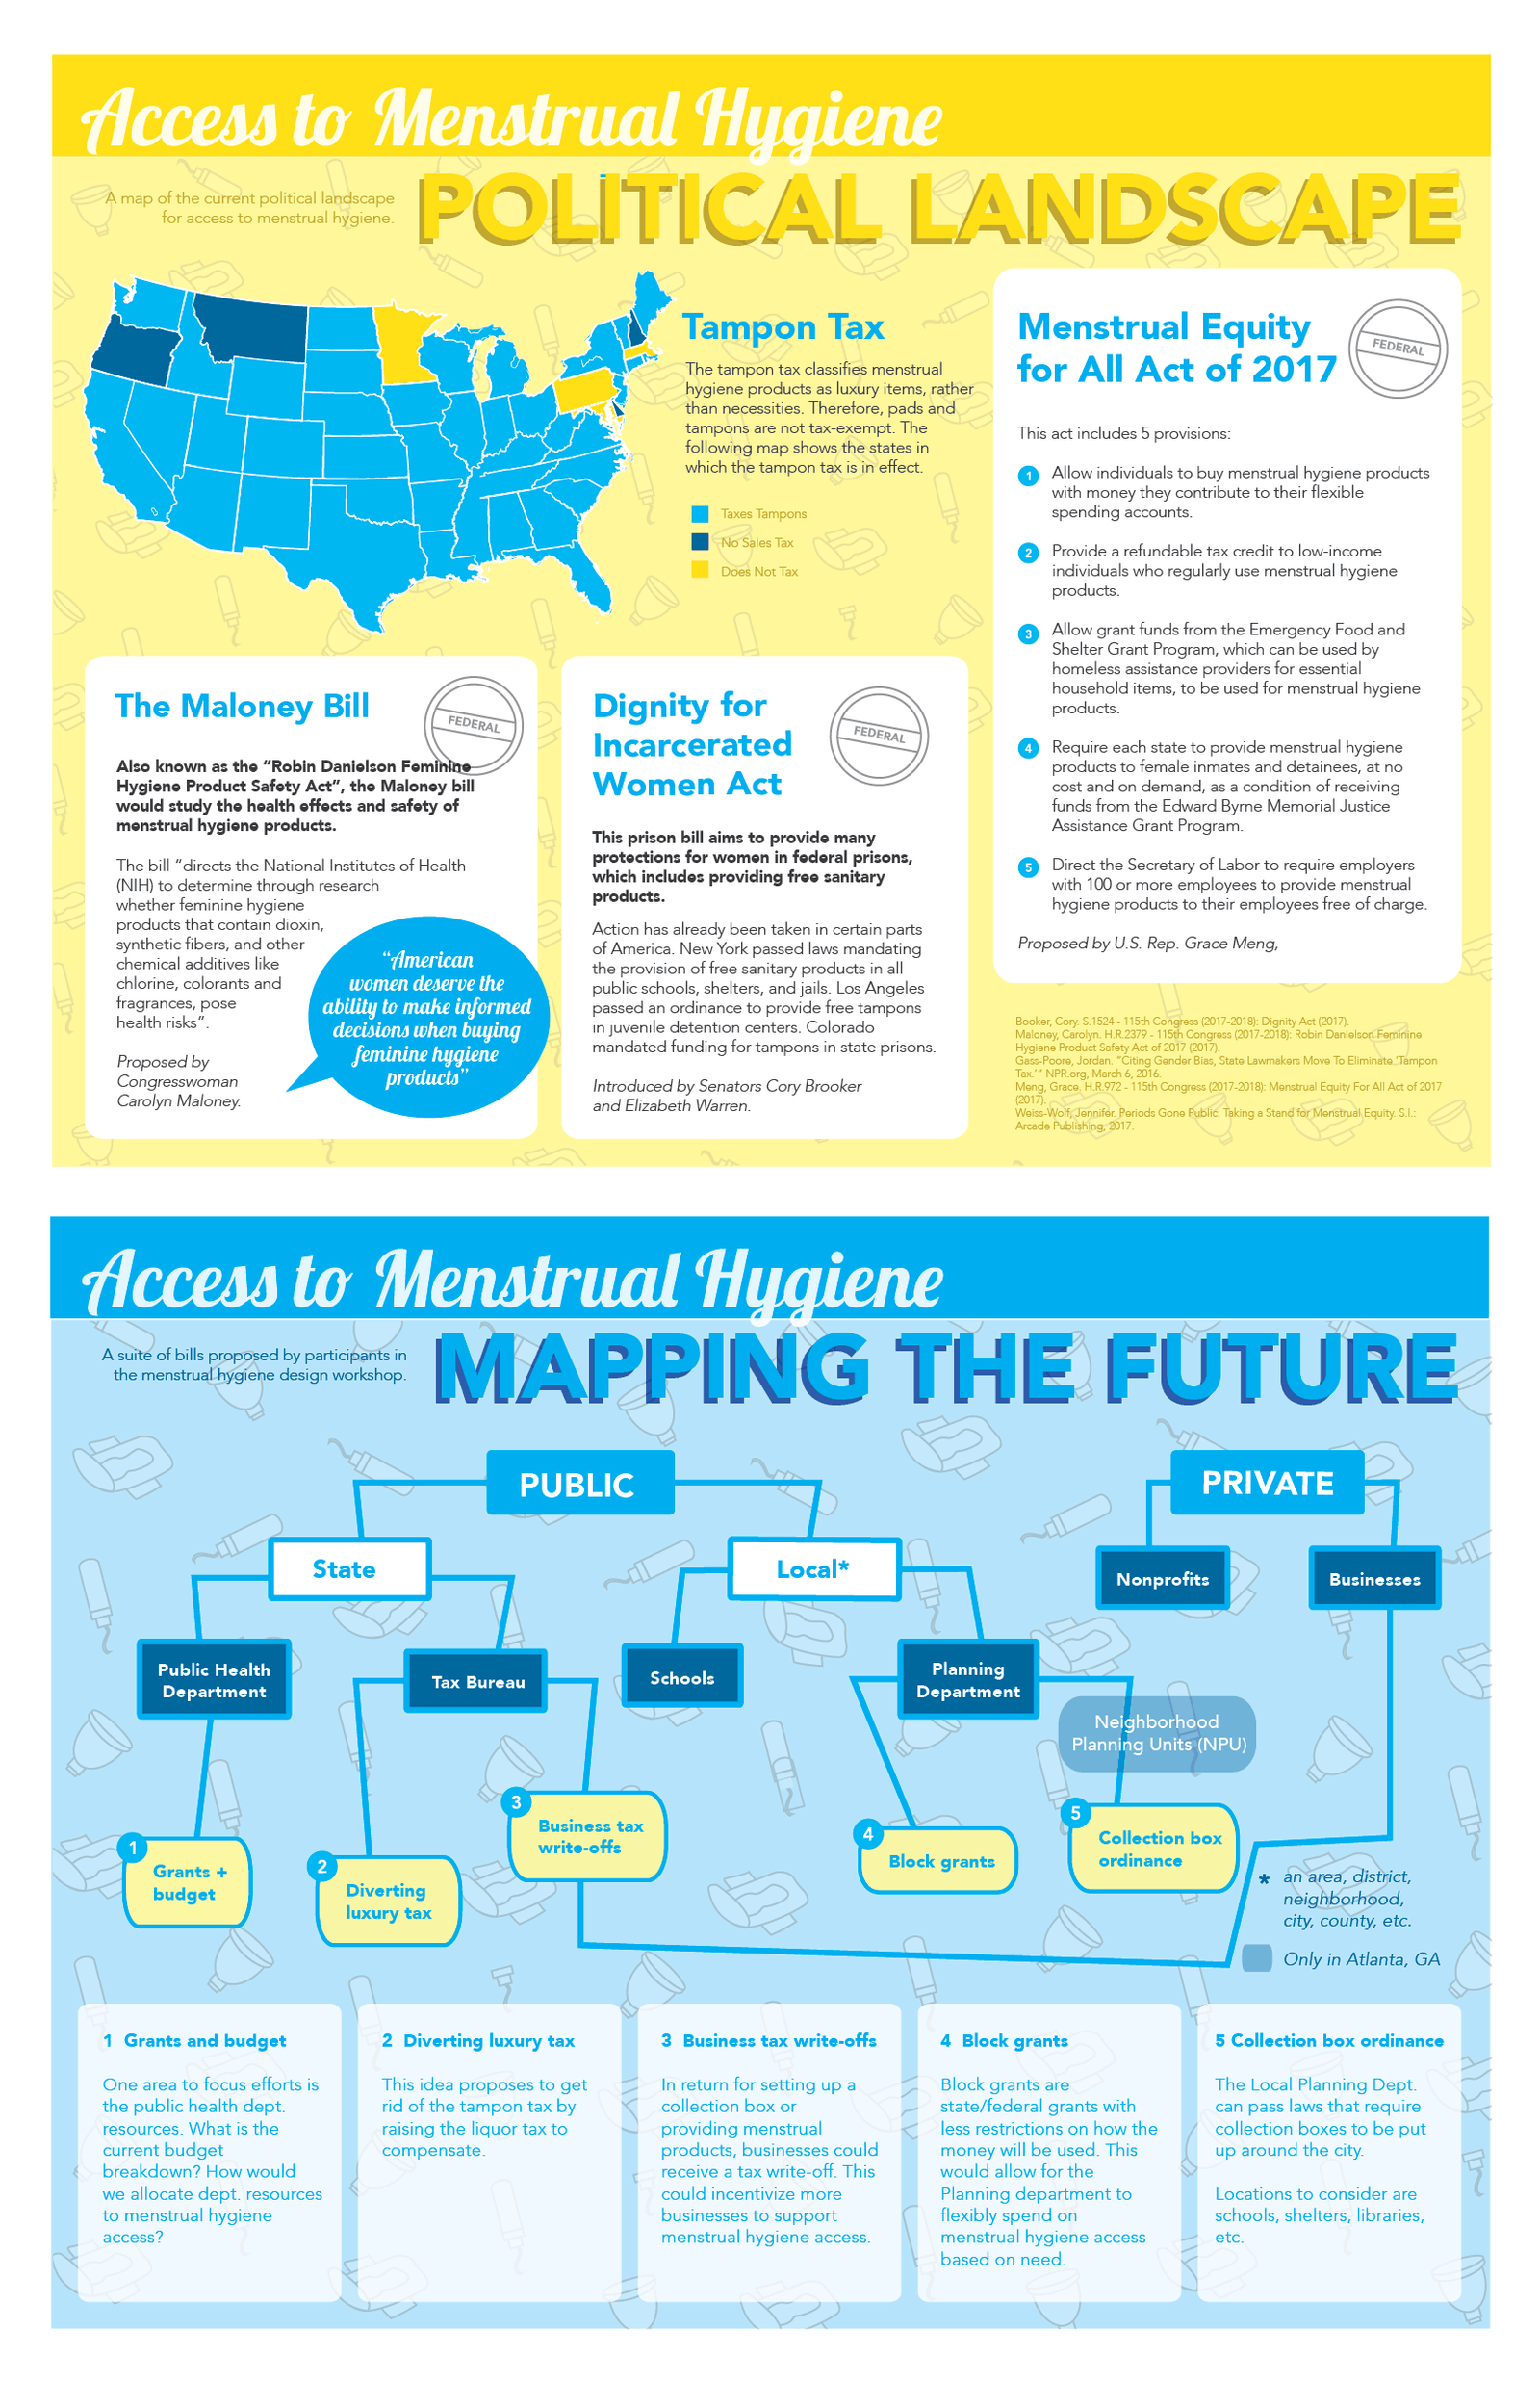 Access to Menstrual Hygiene
A map of the current political landscape
for access to menstrual hygiene.
POLITICAL LANDSCAPE
Tampon Tax
The tampon tax classifies menstrual
hygiene products as luxury items, rather
than necessities. Therefore, pads and
tampons are not tax-exempt. The
following map shows the states in
which the tampon tax is in effect.
Taxes Tampons
No Sales Tax
Does Not Tax
Menstrual Equity
for All Act of 2017
FEDERAL
This act includes 5 provisions:
1 Allow individuals to buy menstrual hygiene products
with money they contribute to their flexible
spending accounts.
2 Provide a refundable tax credit to low-income
individuals who regularly use menstrual hygiene
products.
3 Allow grant funds from the Emergency Food and
Shelter Grant Program, which can be used by
homeless assistance providers for essential
household items, to be used for menstrual hygiene
products.
4 Require each state to provide menstrual hygiene
products to female inmates and detainees, at no
cost and on demand, as a condition of receiving
funds from the Edward Byrne Memorial Justice
Assistance Grant Program.
5 Direct the Secretary of Labor to require employers
with 100 or more employees to provide menstrual
hygiene products to their employees free of charge.
Proposed by U.S. Rep. Grace Meng,
The Maloney Bill
FEDERAL
Also known as the “Robin Danielson Feminine
Hygiene Product Safety Act”, the Maloney bill
would study the health effects and safety of
menstrual hygiene products.
The bill “directs the National Institutes of Health
(NIH) to determine through research
whether feminine hygiene
products that contain dioxin,
synthetic fibers, and other
chemical additives like
chlorine, colorants and
fragrances, pose
health risks”.
Proposed by
Congresswoman
Carolyn Maloney.
“American
women deserve the
ability to make informed
decisions when buying
feminine hygiene
products”
Dignity for
Incarcerated
Women Act
FEDERAL
This prison bill aims to provide many
protections for women in federal prisons,
which includes providing free sanitary
products.
Action has already been taken in certain parts
of America. New York passed laws mandating
the provision of free sanitary products in all
public schools, shelters, and jails. Los Angeles
passed an ordinance to provide free tampons
in juvenile detention centers. Colorado
mandated funding for tampons in state prisons.
Introduced by Senators Cory Brooker
and Elizabeth Warren.
Booker, Cory. S.1524 - 115th Congress (2017-2018): Dignity Act (2017).
Maloney, Carolyn. H.R.2379 - 115th Congress (2017-2018): Robin Danielson Feminine
Hygiene Product Safety Act of 2017 (2017).
Gass-Poore, Jordan. “Citing Gender Bias, State Lawmakers Move To Eliminate ‘Tampon
Tax.’” NPR.org, March 6, 2016.
Meng, Grace. H.R.972 - 115th Congress (2017-2018): Menstrual Equity For All Act of 2017
(2017).
Weiss-Wolf, Jennifer. Periods Gone Public: Taking a Stand for Menstrual Equity. S.l.:
Arcade Publishing, 2017.
Access to Menstrual Hygiene
A suite of bills proposed by participants in
the menstrual hygiene design workshop.
MAPPING THE FUTURE
PUBLIC
PRIVATE
State
Local*
Nonprofits
Businesses
Public Health
Department
Tax Bureau
Schools
Planning
Department
Neighborhood
Planning Units (NPU)
1 Grants +
budget
2 Diverting
luxury tax
3 Business tax
write-offs
4 Block grants
5 Collection box
ordinance
* an area, district,
neighborhood,
city, county, etc.
Only in Atlanta, GA
1 Grants and budget
One area to focus efforts is
the public health dept.
resources. What is the
current budget
breakdown? How would
we allocate dept. resources
to menstrual hygiene
access?
2 Diverting luxury tax
This idea proposes to get
rid of the tampon tax by
raising the liquor tax to
compensate.
3 Business tax write-offs
In return for setting up a
collection box or
providing menstrual
products, businesses could
receive a tax write-off. This
could incentivize more
businesses to support
menstrual hygiene access.
4 Block grants
Block grants are
state/federal grants with
less restrictions on how the
money will be used. This
would allow for the
Planning department to
flexibly spend on
menstrual hygiene access
based on need.
5 Collection box ordinance
The Local Planning Dept.
can pass laws that require
collection boxes to be put
up around the city.
Locations to consider are
schools, shelters, libraries,
etc.